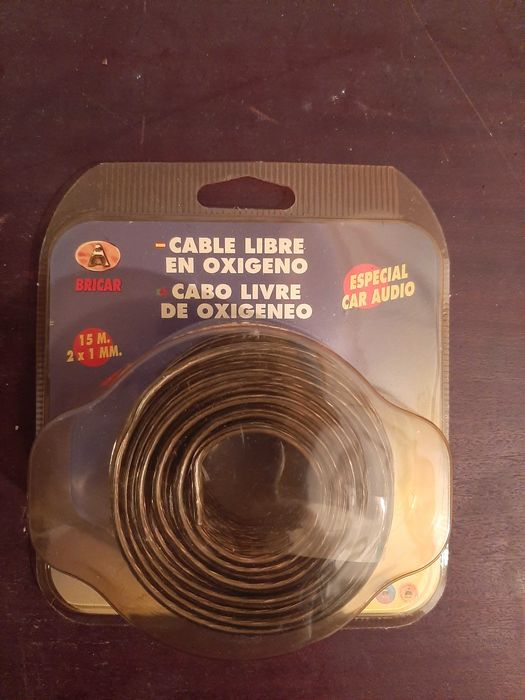 CABLE LIBRE
EN OXIGENO
CABO LIVRE
DE OXIGENEO
BRICAR
15 M.
2 x 1 MM.
ESPECIAL
CAR AUDIO